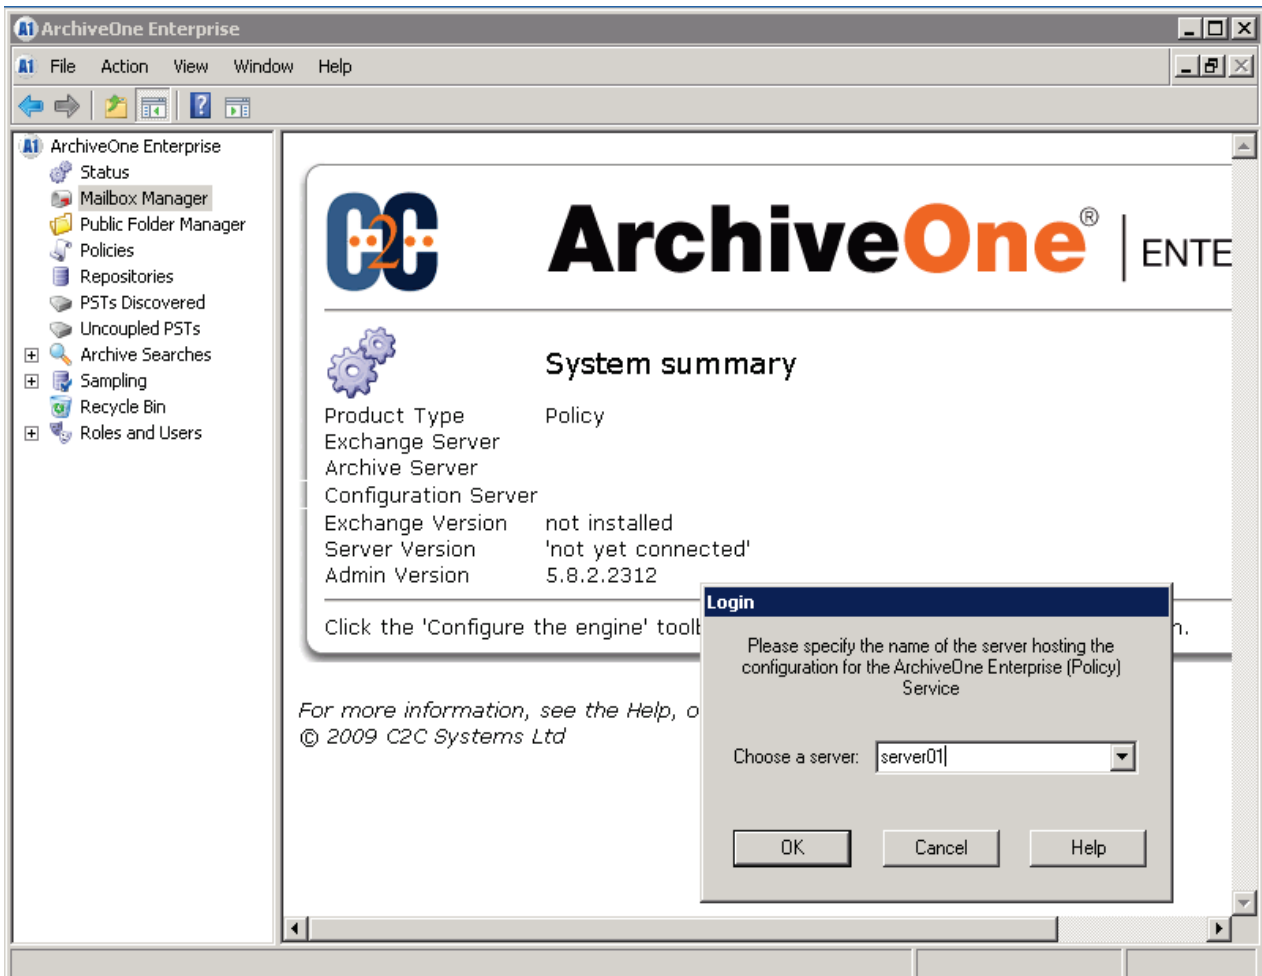 ArchiveOne Enterprise
File Action View Window Help
ArchiveOne Enterprise
Status
Mailbox Manager
Public Folder Manager
Policies
Repositories
PSTs Discovered
Uncoupled PSTs
Archive Searches
Sampling
Recycle Bin
Roles and Users
C2C
ArchiveOne® | ENTE
System summary
Product Type Policy
Exchange Server
Archive Server
Configuration Server
Exchange Version not installed
Server Version 'not yet connected'
Admin Version 5.8.2.2312
Click the 'Configure the engine' toolb
n.
For more information, see the Help, o
© 2009 C2C Systems Ltd
Login
Please specify the name of the server hosting the
configuration for the ArchiveOne Enterprise (Policy)
Service
Choose a server: server01
OK Cancel Help